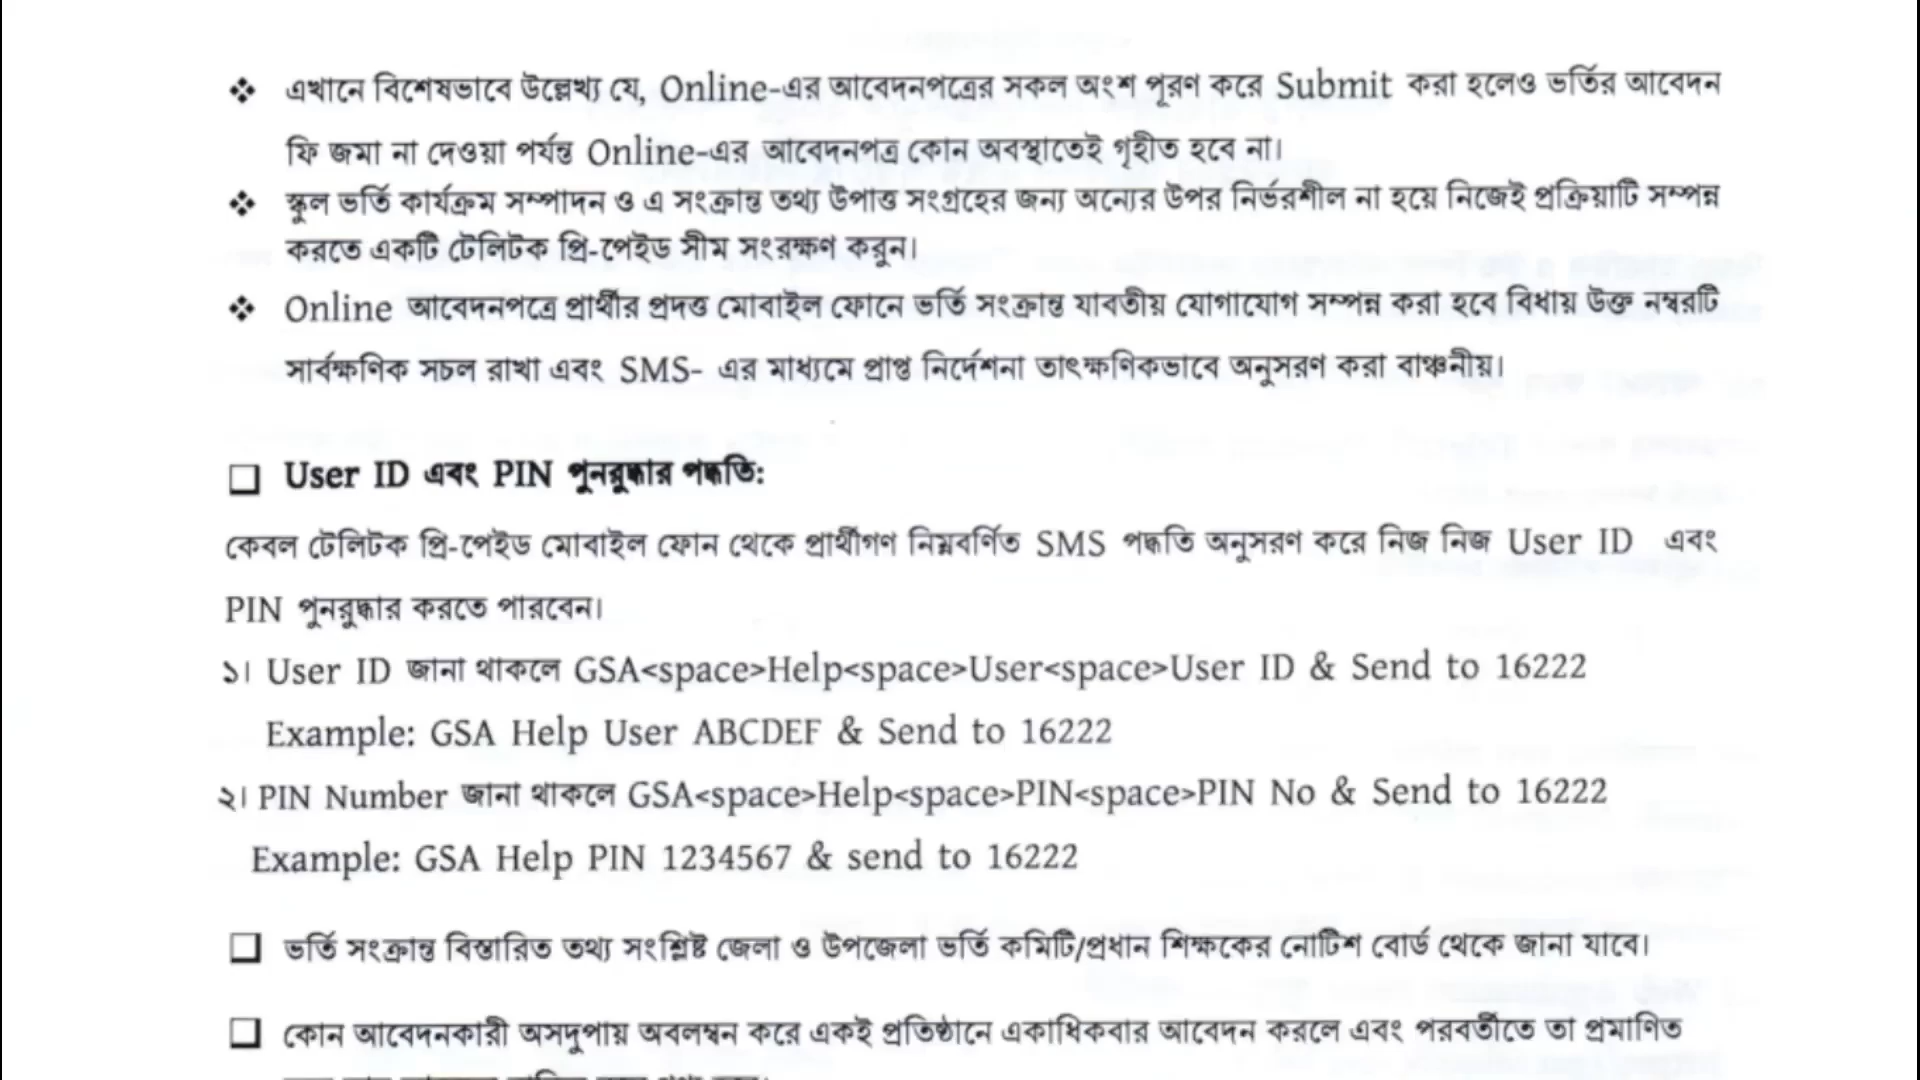 ❖ এখানে বিশেষভাবে উল্লেখ্য যে, Online-এর আবেদনপত্রের সকল অংশ পূরণ করে Submit করা হলেও ভর্তির আবেদন
ফি জমা না দেওয়া পর্যন্ত Online-এর আবেদনপত্র কোন অবস্থাতেই গৃহীত হবে না।
❖ স্কুল ভর্তি কার্যক্রম সম্পাদন ও এ সংক্রান্ত তথ্য উপাত্ত সংগ্রহের জন্য অন্যের উপর নির্ভরশীল না হয়ে নিজেই প্রক্রিয়াটি সম্পন্ন
করতে একটি টেলিটক প্রি-পেইড সীম সংরক্ষণ করুন।
❖ Online আবেদনপত্রে প্রার্থীর প্রদত্ত মোবাইল ফোনে ভর্তি সংক্রান্ত যাবতীয় যোগাযোগ সম্পন্ন করা হবে বিধায় উক্ত নম্বরটি
সার্বক্ষণিক সচল রাখা এবং SMS- এর মাধ্যমে প্রাপ্ত নির্দেশনা তাৎক্ষণিকভাবে অনুসরণ করা বাঞ্চনীয়।
❑ User ID এবং PIN পুনরুদ্ধার পদ্ধতি:
কেবল টেলিটক প্রি-পেইড মোবাইল ফোন থেকে প্রার্থীগণ নিম্নবর্ণিত SMS পদ্ধতি অনুসরণ করে নিজ নিজ User ID এবং
PIN পুনরুদ্ধার করতে পারবেন।
১। User ID জানা থাকলে GSA<space>Help<space>User<space>User ID & Send to 16222
Example: GSA Help User ABCDEF & Send to 16222
২। PIN Number জানা থাকলে GSA<space>Help<space>PIN<space>PIN No & Send to 16222
Example: GSA Help PIN 1234567 & send to 16222
❑ ভর্তি সংক্রান্ত বিস্তারিত তথ্য সংশ্লিষ্ট জেলা ও উপজেলা ভর্তি কমিটি/প্রধান শিক্ষকের নোটিশ বোর্ড থেকে জানা যাবে।
❑ কোন আবেদনকারী অসদুপায় অবলম্বন করে একই প্রতিষ্ঠানে একাধিকবার আবেদন করলে এবং পরবর্তীতে তা প্রমাণিত